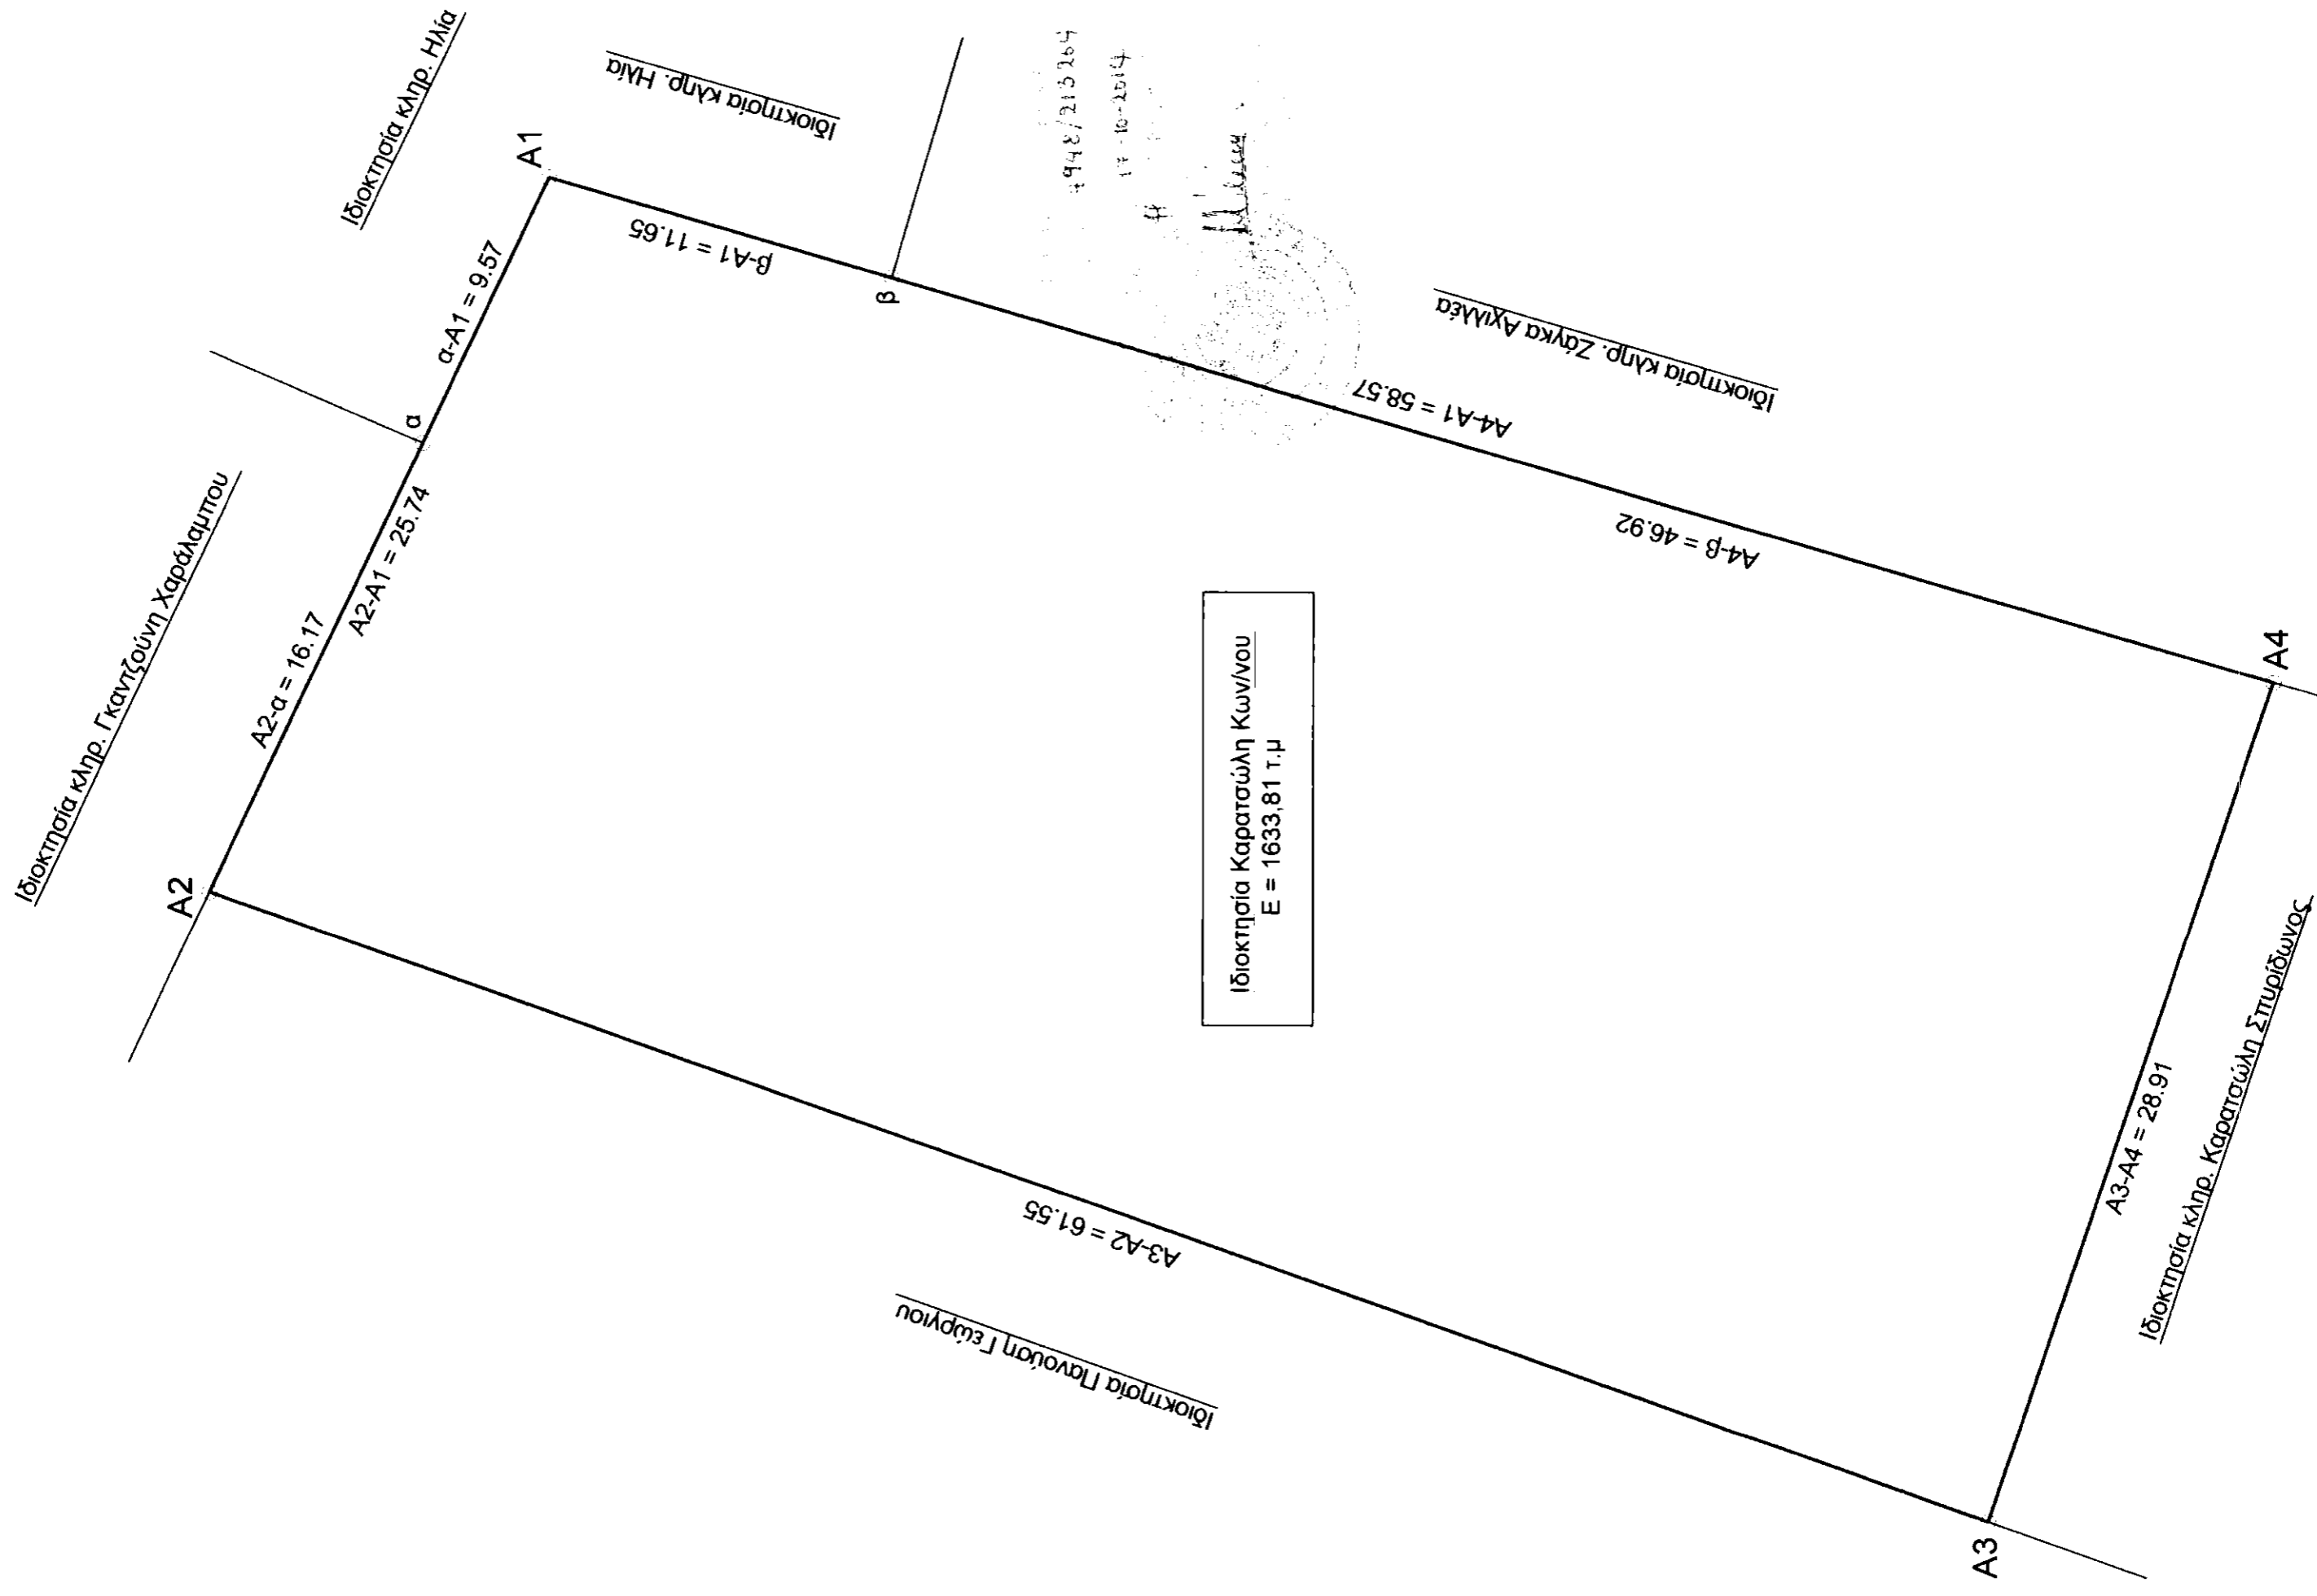 Ιδιοκτησία κληρ. Γκαντζούνη Χαράλαμπου
Ιδιοκτησία κληρ. Ηλία
Ιδιοκτησία κληρ. Ηλία
A2
A2-α = 16.17
A2-A1 = 25.74
α
α-A1 = 9.57
A1
β-A1 = 11.65
β
17-10-2017
Ιδιοκτησία κληρ. Ζάγκα Αχιλλέα
A4-A1 = 58.57
A4-β = 46.92
Ιδιοκτησία Καρατσώλη Κων/νου
E = 1633,81 τ.μ
A3-A2 = 61.55
Ιδιοκτησία Πανούση Γεώργιου
A4
A3-A4 = 28.91
Ιδιοκτησία κληρ. Καρατσώλη Σπυρίδωνος
A3